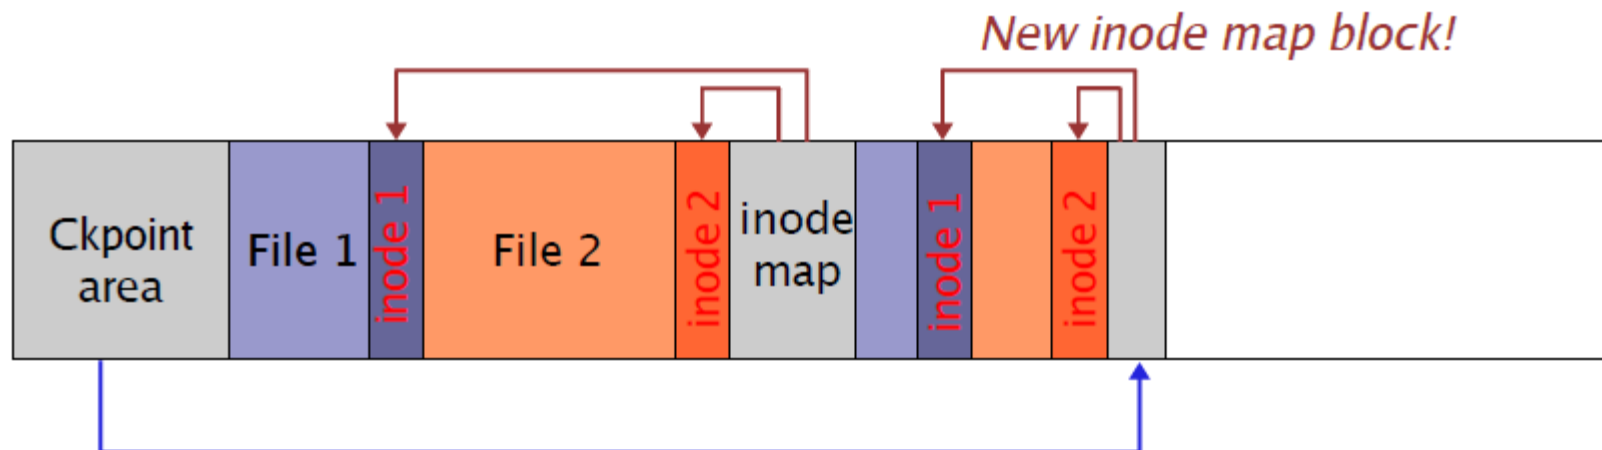 New inode map block!
Ckpoint
area
File 1
inode 1
File 2
inode 2
inode
map
inode 1
inode 2